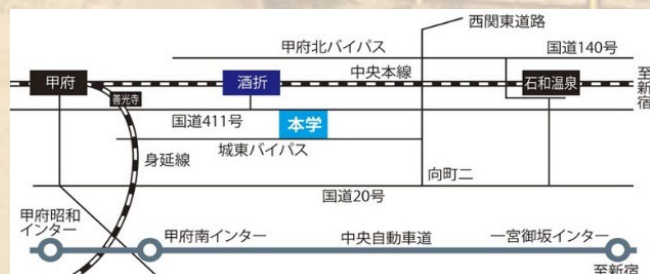 西関東道路
甲府北バイパス
国道140号
中央本線
甲府
酒折
石和温泉
至新宿
善光寺
国道411号
本学
城東バイパス
身延線
向町二
国道20号
甲府昭和
インター
甲府南インター
中央自動車道
一宮御坂インター
至新宿